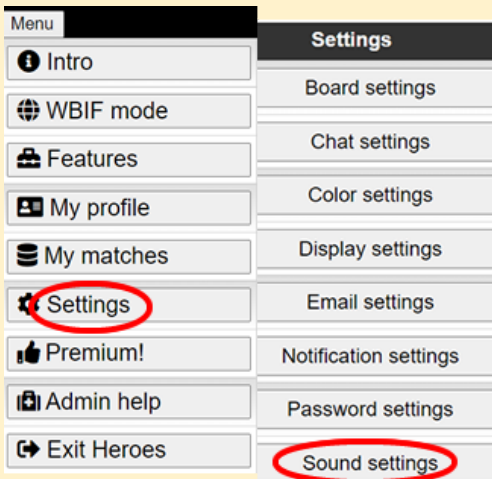 Menu
Intro
WBIF mode
Features
My profile
My matches
Settings
Premium!
Admin help
Exit Heroes
Settings
Board settings
Chat settings
Color settings
Display settings
Email settings
Notification settings
Password settings
Sound settings